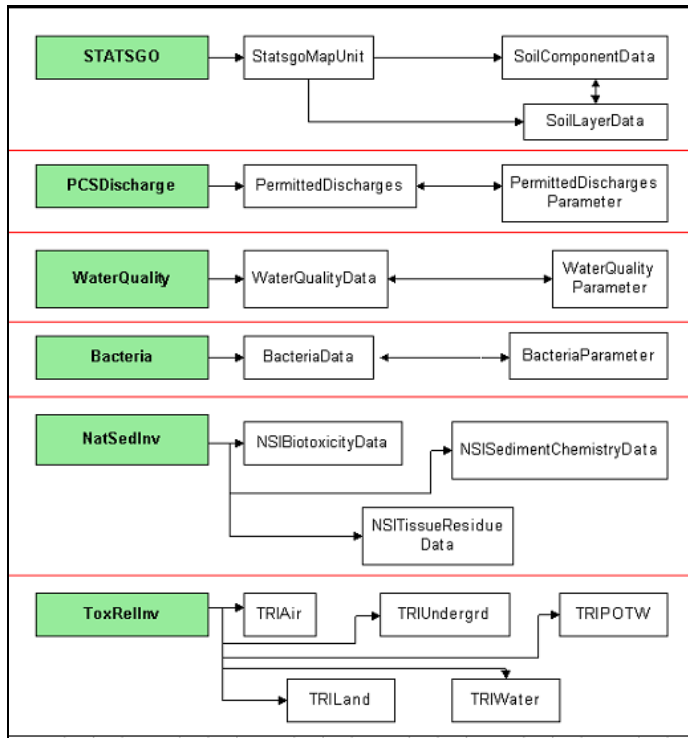 STATSGO
StatsgoMapUnit
SoilComponentData
SoilLayerData
PCSDischarge
PermittedDischarges
PermittedDischarges
Parameter
WaterQuality
WaterQualityData
WaterQuality
Parameter
Bacteria
BacteriaData
BacteriaParameter
NatSedInv
NSIBiotoxicityData
NSISedimentChemistryData
NSITissueResidue
Data
ToxRelInv
TRIAir
TRIUndergrd
TRIPOTW
TRILand
TRIWater